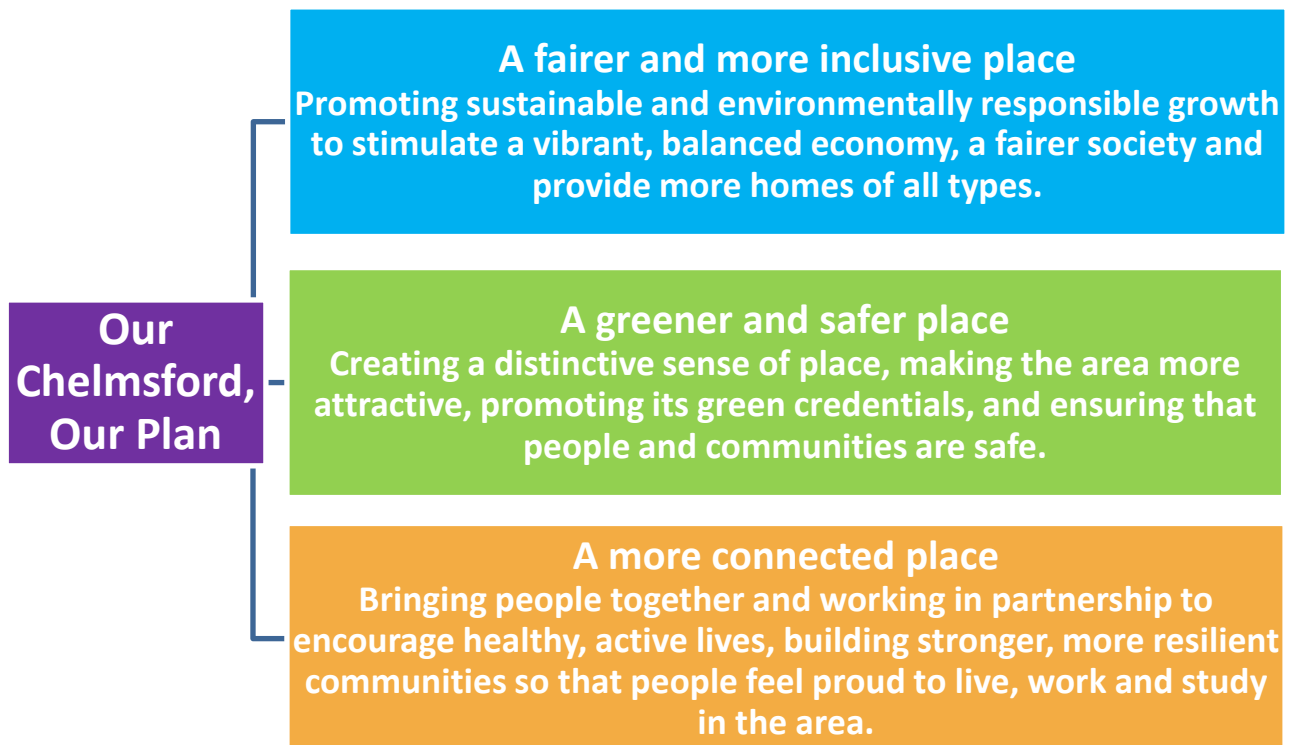 Our
Chelmsford,
Our Plan
A fairer and more inclusive place
Promoting sustainable and environmentally responsible growth
to stimulate a vibrant, balanced economy, a fairer society and
provide more homes of all types.
A greener and safer place
Creating a distinctive sense of place, making the area more
attractive, promoting its green credentials, and ensuring that
people and communities are safe.
A more connected place
Bringing people together and working in partnership to
encourage healthy, active lives, building stronger, more resilient
communities so that people feel proud to live, work and study
in the area.